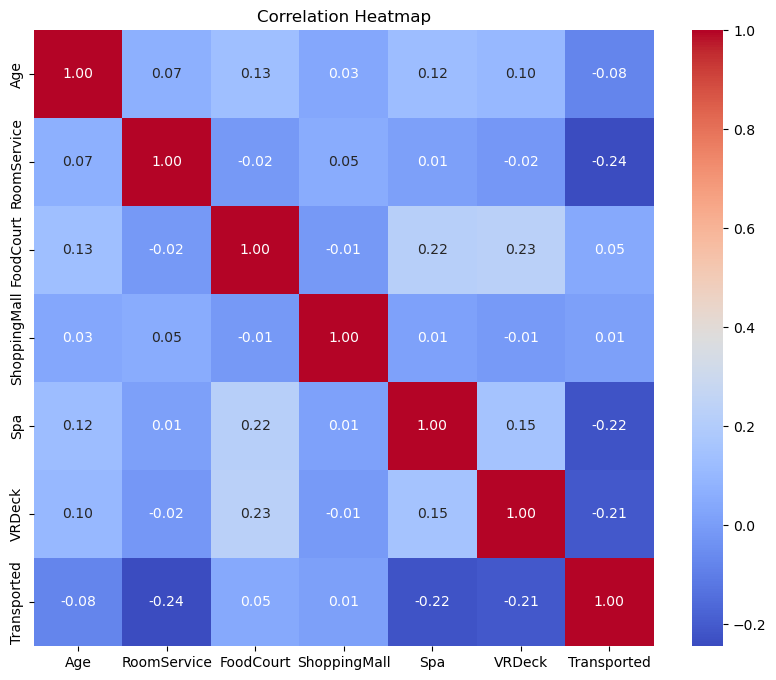 Correlation Heatmap
Age 1.00 0.07 0.13 0.03 0.12 0.10 -0.08
RoomService 0.07 1.00 -0.02 0.05 0.01 -0.02 -0.24
FoodCourt 0.13 -0.02 1.00 -0.01 0.22 0.23 0.05
ShoppingMall 0.03 0.05 -0.01 1.00 0.01 -0.01 0.01
Spa 0.12 0.01 0.22 0.01 1.00 0.15 -0.22
VRDeck 0.10 -0.02 0.23 -0.01 0.15 1.00 -0.21
Transported -0.08 -0.24 0.05 0.01 -0.22 -0.21 1.00
Age RoomService FoodCourt ShoppingMall Spa VRDeck Transported
1.0
0.8
0.6
0.4
0.2
0.0
−0.2